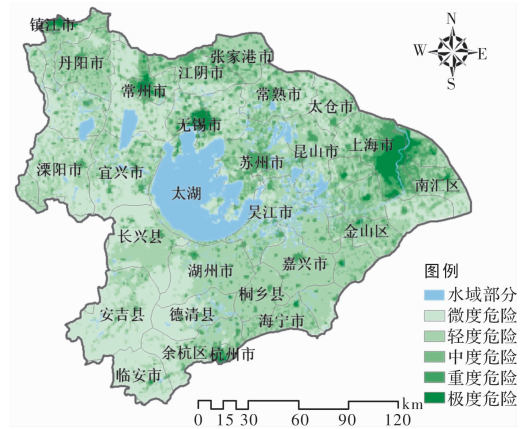 镇江市
丹阳市
张家港市
江阴市
常州市
常熟市
太仓市
无锡市
上海市
苏州市
昆山市
溧阳市
宜兴市
太湖
南汇区
吴江市
金山区
长兴县
湖州市
嘉兴市
桐乡县
安吉县
德清县
海宁市
余杭区
杭州市
临安市
N
W
E
S
图例
水域部分
微度危险
轻度危险
中度危险
重度危险
极度危险
km
0 15 30 60 90 120